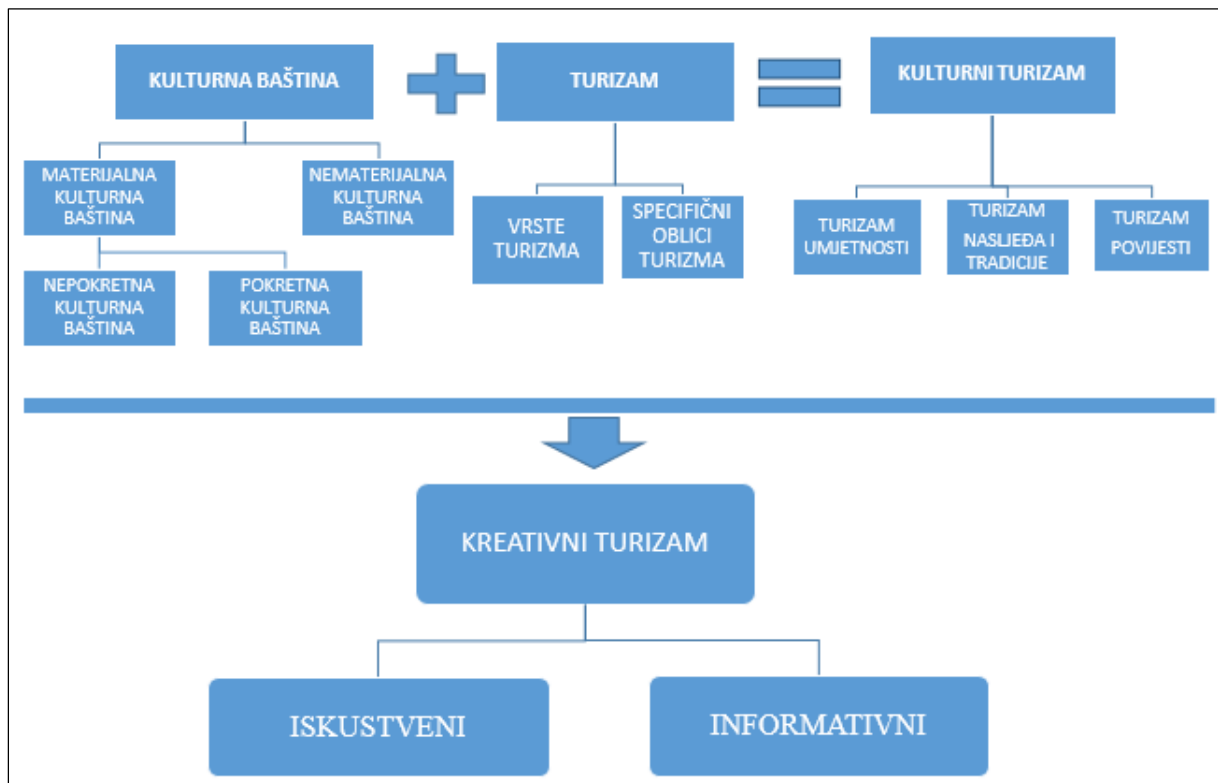 KULTURNA BAŠTINA
TURIZAM
KULTURNI TURIZAM
MATERIJALNA
KULTURNA
BAŠTINA
NEMATERIJALNA
KULTURNA
BAŠTINA
NEPOKRETNA
KULTURNA
BAŠTINA
POKRETNA
KULTURNA
BAŠTINA
VRSTE
TURIZMA
SPECIFIČNI
OBLICI
TURIZMA
TURIZAM
UMJETNOSTI
TURIZAM
NASLJEĐA I
TRADICIJE
TURIZAM
POVIJESTI
KREATIVNI TURIZAM
ISKUSTVENI
INFORMATIVNI